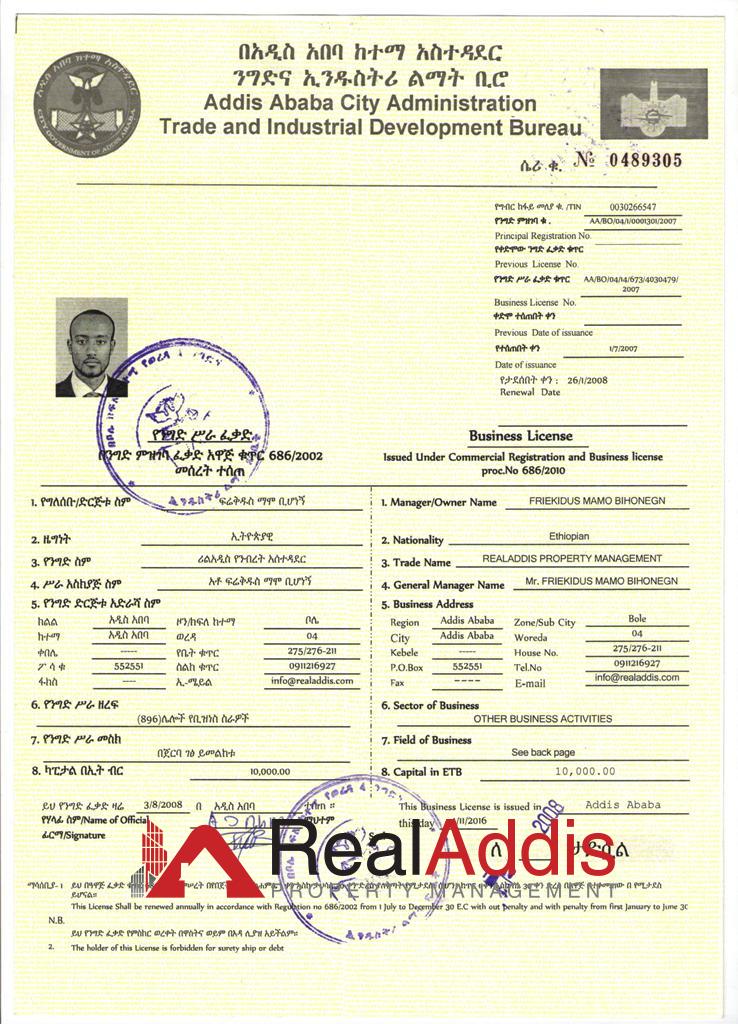 በአዲስ አበባ ከተማ አስተዳደር
ንግድና ኢንዱስትሪ ልማት ቢሮ
Addis Ababa City Administration
Trade and Industrial Development Bureau
CITY GOVERNMENT OF ADDIS ABABA
ሴሪ ቁ. № 0489305
የግብር ከፋይ መለያ ቁ. /TIN 0030266547
የንግድ ምዝገባ ቁ . AA/BO/04/1/0001301/2007
Principal Registration No.
የቀድሞው ንግድ ፈቃድ ቁጥር
Previous License No.
የንግድ ሥራ ፈቃድ ቁጥር AA/BO/04/14/673/4030479/
2007
Business License No.
ቀድሞ ተሰጠበት ቀን
Previous Date of issuance
የተሰጠበት ቀን 1/7/2007
Date of issuance
የታደሰበት ቀን : 26/1/2008
Renewal Date
የንግድ ሥራ ፈቃድ
በንግድ ምዝገባ ፈቃድ አዋጅ ቁጥር 686/2002
መሰረት ተሰጠ
Business License
Issued Under Commercial Registration and Business license
proc.No 686/2010
1. የግለሰቡ/ድርጅቱ ስም ፍሬቅዱስ ማሞ ቢሆነኝ
2. ዜግነት ኢትዮጵያዊ
3. የንግድ ስም ሪልአዲስ የንብረት አስተዳደር
4. ሥራ አስኪያጅ ስም አቶ ፍሬቅዱስ ማሞ ቢሆነኝ
5. የንግድ ድርጅቱ አድራሻ ስም
ክልል አዲስ አበባ ዞን/ክፍለ ከተማ ቦሌ
ከተማ አዲስ አበባ ወረዳ 04
ቀበሌ ----- የቤት ቁጥር 275/276-211
ፖ ሳ ቁ 552551 ስልክ ቁጥር 0911216927
ፋክስ ---- ኢ-ሜይል info@realaddis.com
6. የንግድ ሥራ ዘረፍ
(896)ሌሎች የቢዝነስ ስራዎች
7. የንግድ ሥራ መስክ
በጀርባ ገፅ ይመልከቱ
8. ካፒታል በኢት ብር 10,000.00
1. Manager/Owner Name FRIEKIDUS MAMO BIHONEGN
2. Nationality Ethiopian
3. Trade Name REALADDIS PROPERTY MANAGEMENT
4. General Manager Name Mr. FRIEKIDUS MAMO BIHONEGN
5. Business Address
Region Addis Ababa Zone/Sub City Bole
City Addis Ababa Woreda 04
Kebele ----- House No. 275/276-211
P.O.Box 552551 Tel.No 0911216927
Fax ---- E-mail info@realaddis.com
6. Sector of Business
OTHER BUSINESS ACTIVITIES
7. Field of Business
See back page
8. Capital in ETB 10,000.00
ይህ የንግድ ፈቃድ ዛሬ 3/8/2008 በ አዲስ አበባ ተሰጠ ።
የሃላፊ ስም/Name of Official
ፊርማ/Signature ማህተም
This Business License is issued in Addis Ababa
this day /11/2016
ለ 2008 ታድሷል
RealAddis
PROPERTY MANAGEMENT
This License Shall be renewed annually in accordance with Regulation no 686/2002 from 1 July to December 30 E.C with out penalty and with penalty from first January to June 30
N.B.
ይህ የንግድ ፈቃድ የምስክር ወረቀት በዋስትና ወይም በእዳ ሊያዝ አይችልም።
2. The holder of this License is forbidden for surety ship or debt